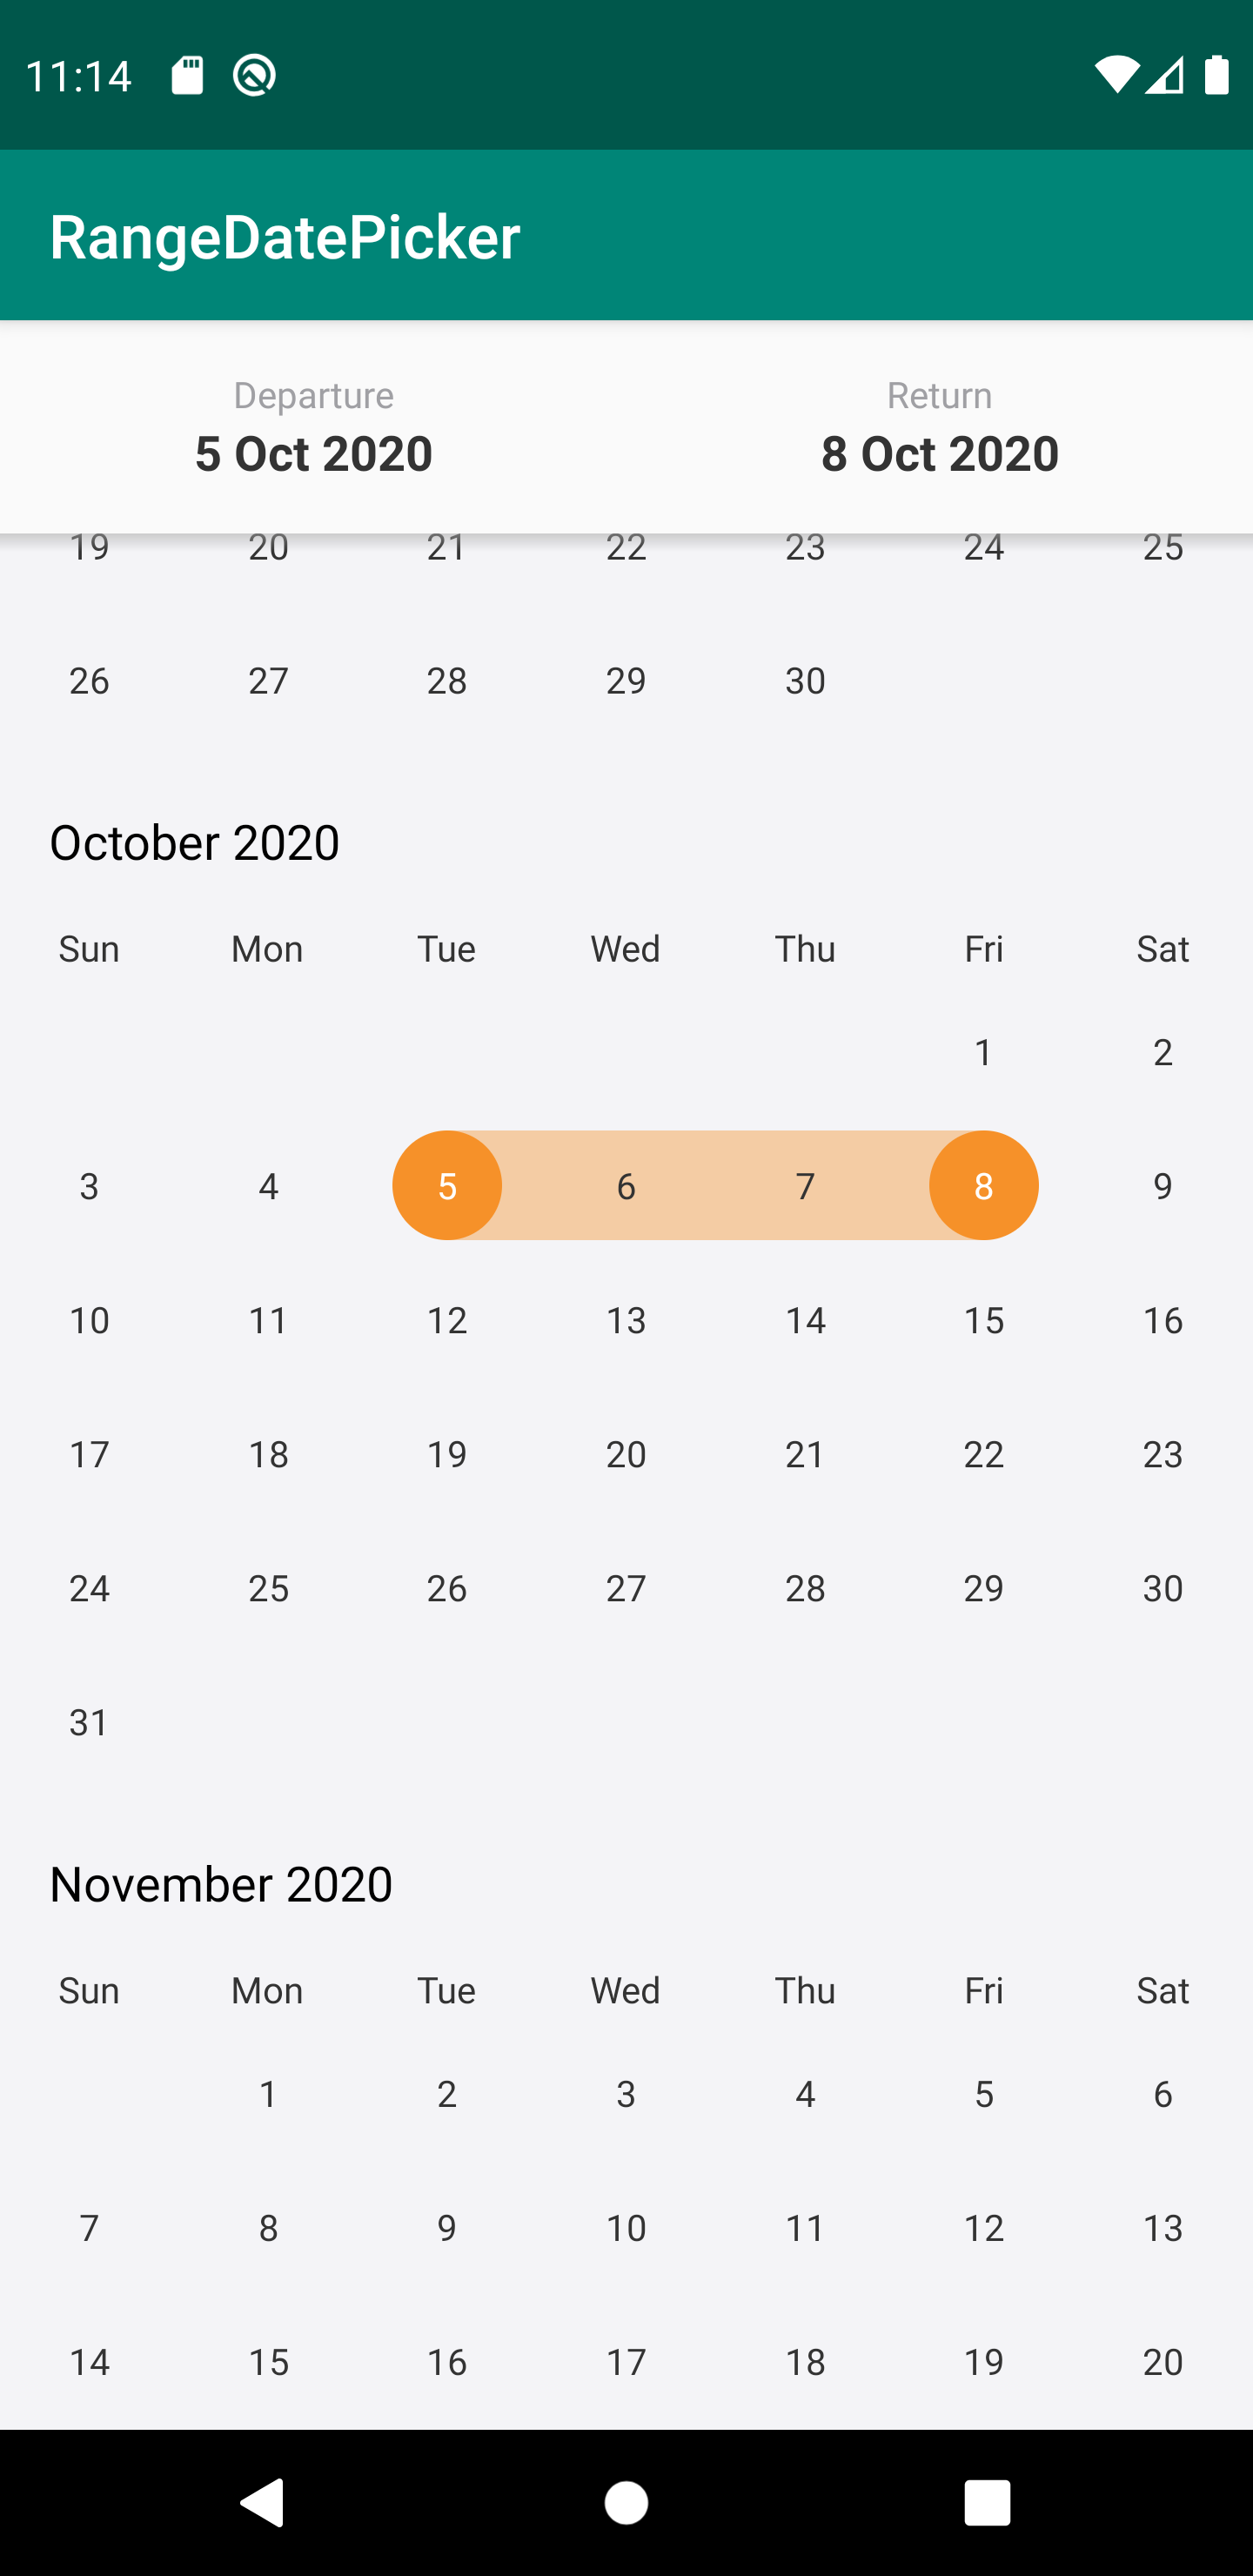 11:14
RangeDatePicker
Departure Return
5 Oct 2020 8 Oct 2020
19 20 21 22 23 24 25
26 27 28 29 30
October 2020
Sun Mon Tue Wed Thu Fri Sat
1 2
3 4 5 6 7 8 9
10 11 12 13 14 15 16
17 18 19 20 21 22 23
24 25 26 27 28 29 30
31
November 2020
Sun Mon Tue Wed Thu Fri Sat
1 2 3 4 5 6
7 8 9 10 11 12 13
14 15 16 17 18 19 20